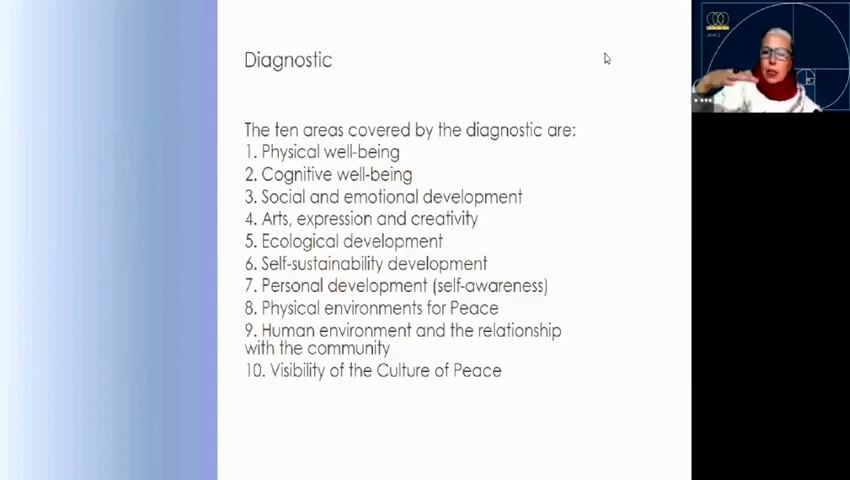 Diagnostic
The ten areas covered by the diagnostic are:
1. Physical well-being
2. Cognitive well-being
3. Social and emotional development
4. Arts, expression and creativity
5. Ecological development
6. Self-sustainability development
7. Personal development (self-awareness)
8. Physical environments for Peace
9. Human environment and the relationship
with the community
10. Visibility of the Culture of Peace